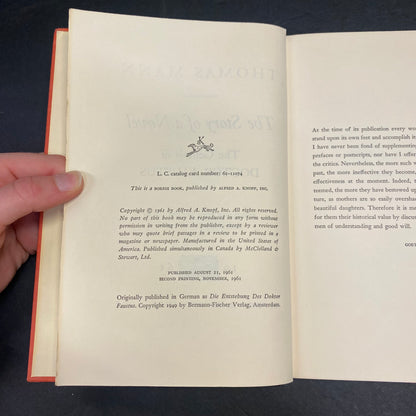 THOMAS MANN
The Story of a Novel
L. C. catalog card number: 61-11514
This is a BORZOI BOOK, published by ALFRED A. KNOPF, INC.
Copyright © 1961 by Alfred A. Knopf, Inc. All rights reserved.
No part of this book may be reproduced in any form without
permission in writing from the publisher, except by a reviewer
who may quote brief passages in a review to be printed in a
magazine or newspaper. Manufactured in the United States of
America. Published simultaneously in Canada by McClelland &
Stewart, Ltd.
PUBLISHED AUGUST 21, 1961
SECOND PRINTING, NOVEMBER, 1961
Originally published in German as Die Entstehung Des Doktor
Faustus. Copyright 1949 by Bermann-Fischer Verlag, Amsterdam.
At the time of its publication every wo
stand upon its own feet and accomplish it
I have never been fond of supplementing
prefaces or postscripts, nor have I off
the critics. Nevertheless, the more such w
past, the more ineffective they become,
effectiveness at the moment. Indeed, t
teemed, the more they have bestowed up
ture, as mothers are so easily overshad
beautiful daughters. Therefore it is me
for them their historical value by discu
men of understanding and good will.
GOET